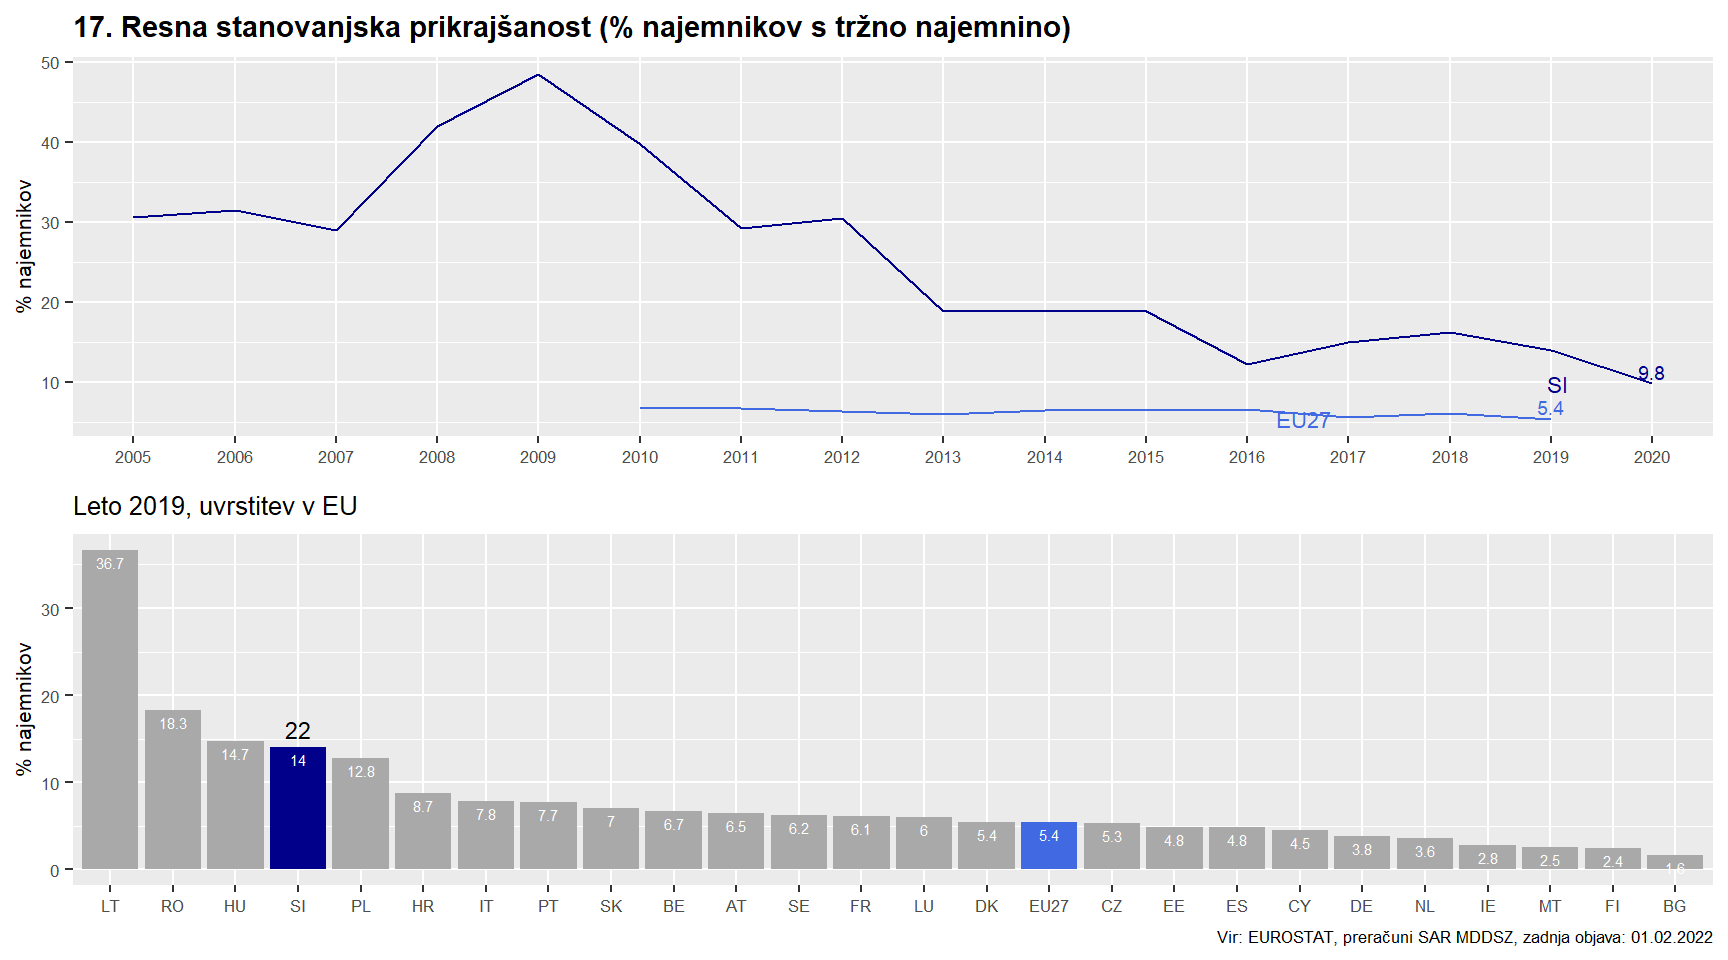 17. Resna stanovanjska prikrajšanost (% najemnikov s tržno najemnino)
% najemnikov
50
40
30
20
10
9.8
SI
5.4
EU27
2005 2006 2007 2008 2009 2010 2011 2012 2013 2014 2015 2016 2017 2018 2019 2020
Leto 2019, uvrstitev v EU
% najemnikov
30
20
10
0
22
36.7 18.3 14.7 14 12.8 8.7 7.8 7.7 7 6.7 6.5 6.2 6.1 6 5.4 5.4 5.3 4.8 4.8 4.5 3.8 3.6 2.8 2.5 2.4 1.6
LT RO HU SI PL HR IT PT SK BE AT SE FR LU DK EU27 CZ EE ES CY DE NL IE MT FI BG
Vir: EUROSTAT, preračuni SAR MDDSZ, zadnja objava: 01.02.2022